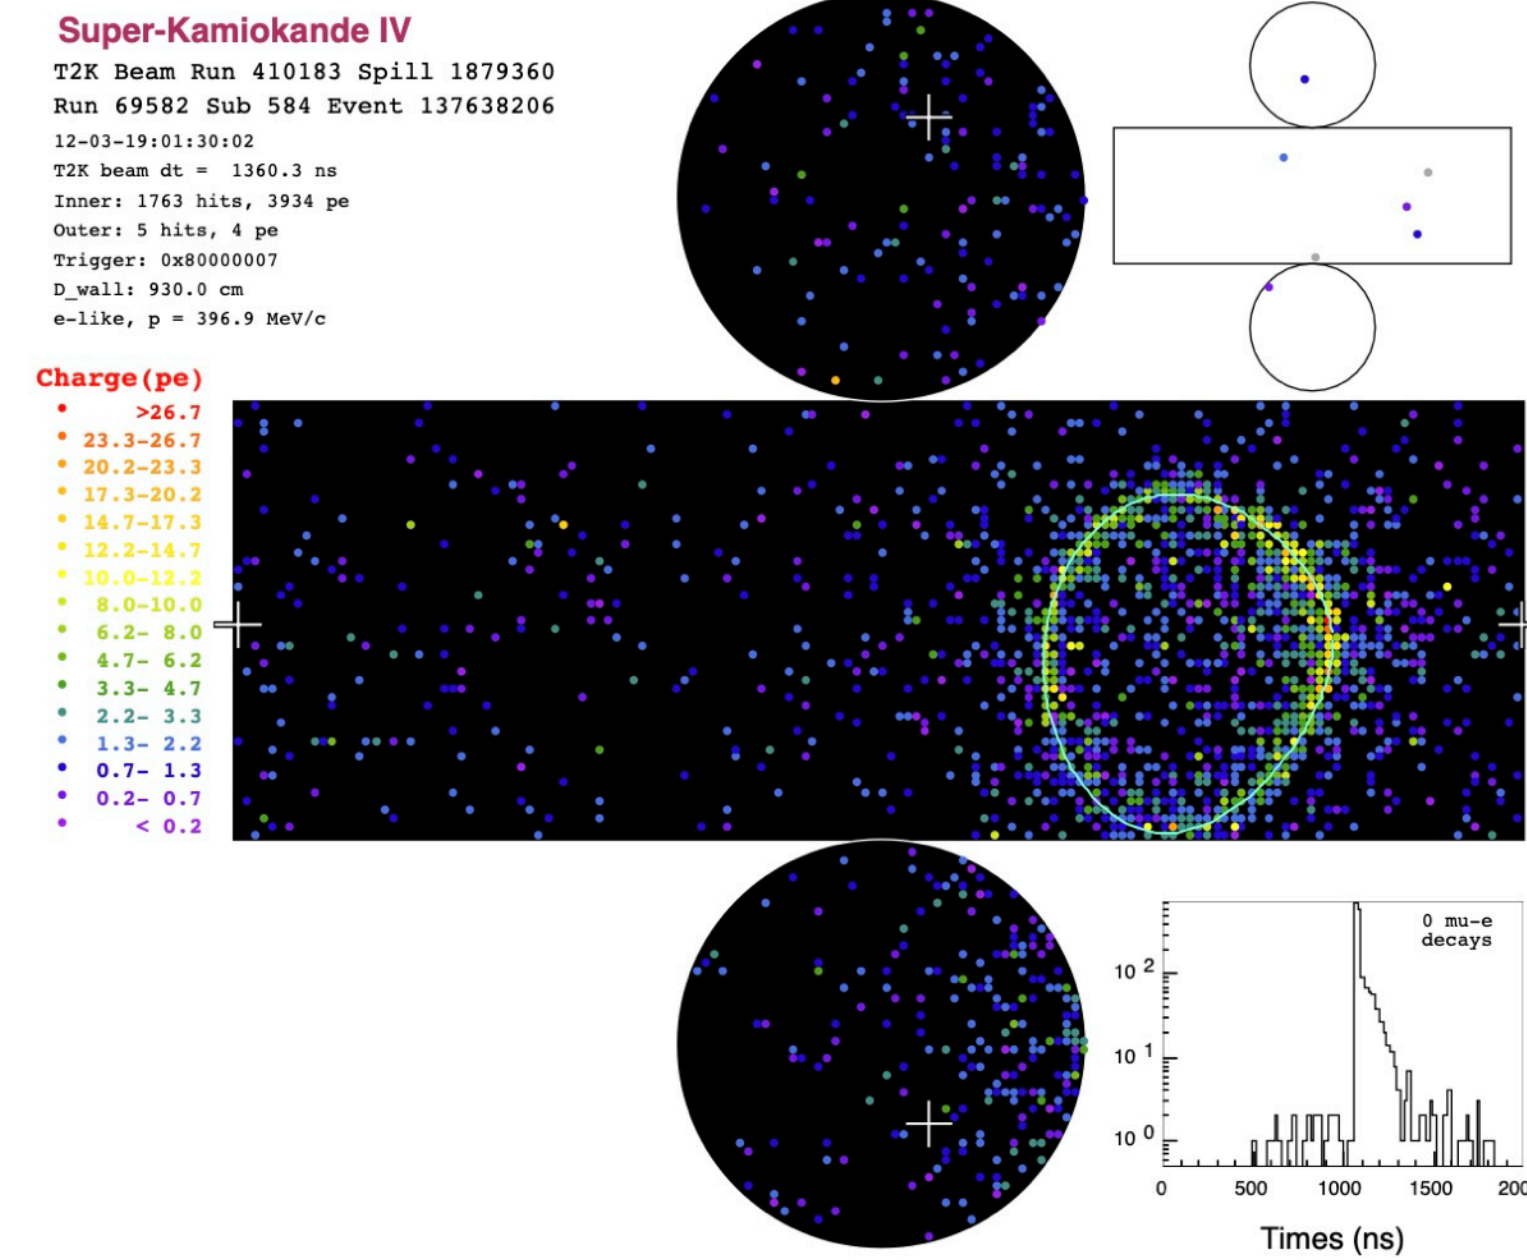 Super-Kamiokande IV
T2K Beam Run 410183 Spill 1879360
Run 69582 Sub 584 Event 137638206
12-03-19:01:30:02
T2K beam dt =  1360.3 ns
Inner: 1763 hits, 3934 pe
Outer: 5 hits, 4 pe
Trigger: 0x80000007
D_wall: 930.0 cm
e-like, p = 396.9 MeV/c
Charge(pe)
>26.7
23.3-26.7
20.2-23.3
17.3-20.2
14.7-17.3
12.2-14.7
10.0-12.2
8.0-10.0
6.2- 8.0
4.7- 6.2
3.3- 4.7
2.2- 3.3
1.3- 2.2
0.7- 1.3
0.2- 0.7
< 0.2
0 mu-e
decays
10 2
10 1
10 0
0 500 1000 1500 200
Times (ns)